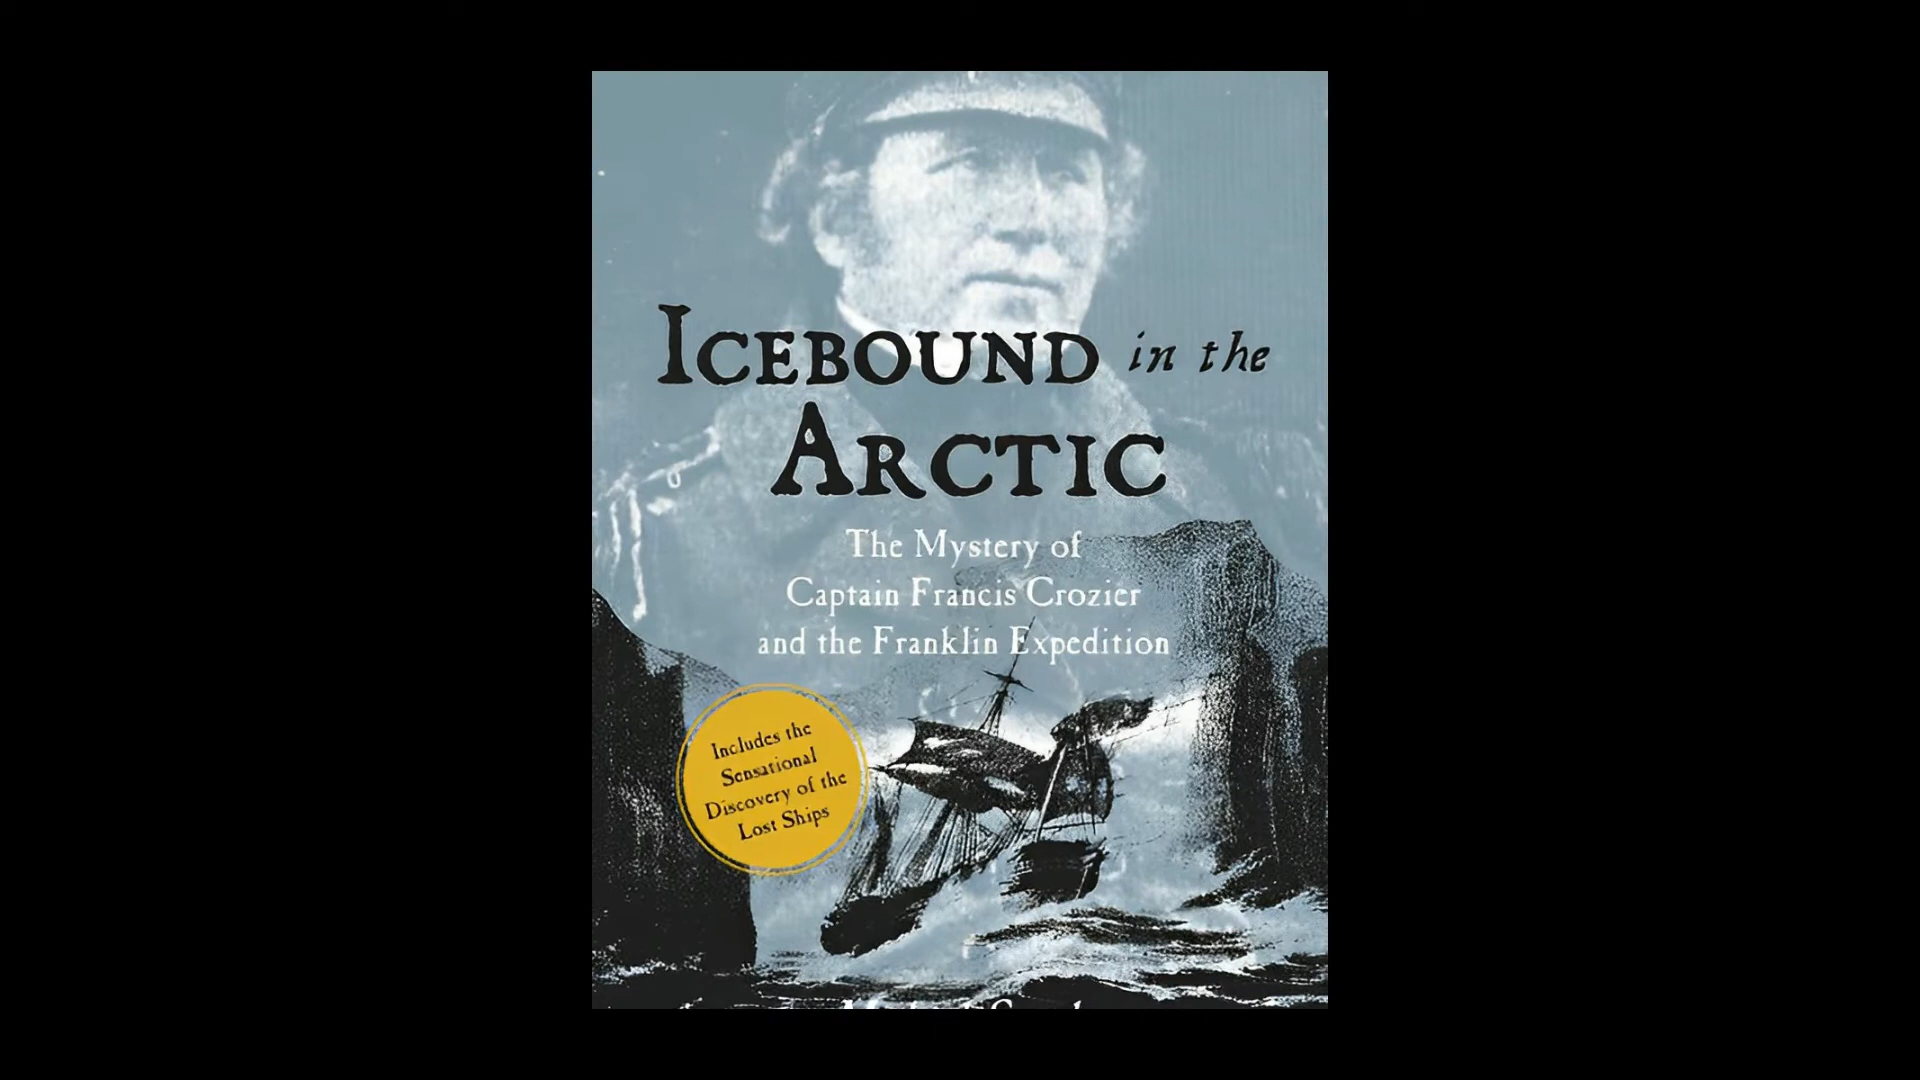 Icebound in the
Arctic
The Mystery of
Captain Francis Crozier
and the Franklin Expedition
Includes the
Sensational
Discovery of the
Lost Ships